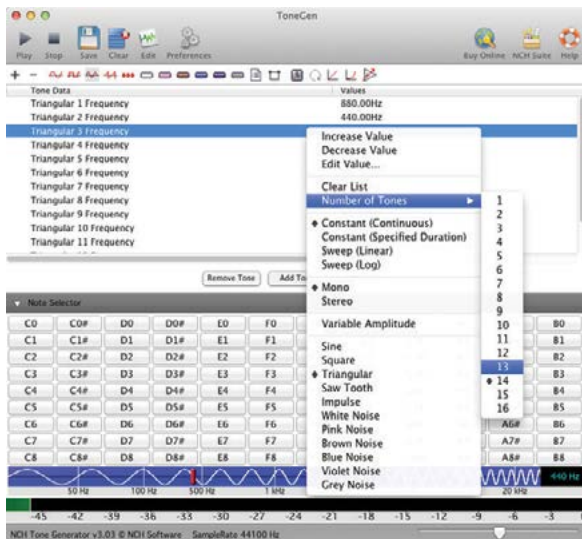 ToneGen
Play Stop Save Clear Edit Preferences Buy Online NCH Suite Help
Tone Data Values
Triangular 1 Frequency 880.00Hz
Triangular 2 Frequency 440.00Hz
Triangular 3 Frequency
Triangular 4 Frequency
Triangular 5 Frequency
Triangular 6 Frequency
Triangular 7 Frequency
Triangular 8 Frequency
Triangular 9 Frequency
Triangular 10 Frequency
Triangular 11 Frequency
Increase Value
Decrease Value
Edit Value...
Clear List
Number of Tones
Constant (Continuous)
Constant (Specified Duration)
Sweep (Linear)
Sweep (Log)
Mono
Stereo
Variable Amplitude
Sine
Square
Triangular
Saw Tooth
Impulse
White Noise
Pink Noise
Brown Noise
Blue Noise
Violet Noise
Grey Noise
1
2
3
4
5
6
7
8
9
10
11
12
13
14
15
16
Remove Tone Add To
Note Selector
C0 C0# D0 D0# E0 F0 B0
C1 C1# D1 D1# E1 F1 B1
C2 C2# D2 D2# E2 F2 B2
C3 C3# D3 D3# E3 F3 B3
C4 C4# D4 D4# E4 F4 B4
C5 C5# D5 D5# E5 F5 B5
C6 C6# D6 D6# E6 F6 A6# B6
C7 C7# D7 D7# E7 F7 A7# B7
C8 C8# D8 D8# E8 F8 A8# B8
440 Hz
50 Hz 100 Hz 500 Hz 1 kHz 20 kHz
-45 -42 -39 -36 -33 -30 -27 -24 -21 -18 -15 -12 -9 -6 -3
NCH Tone Generator v3.03 © NCH Software SampleRate 44100 Hz